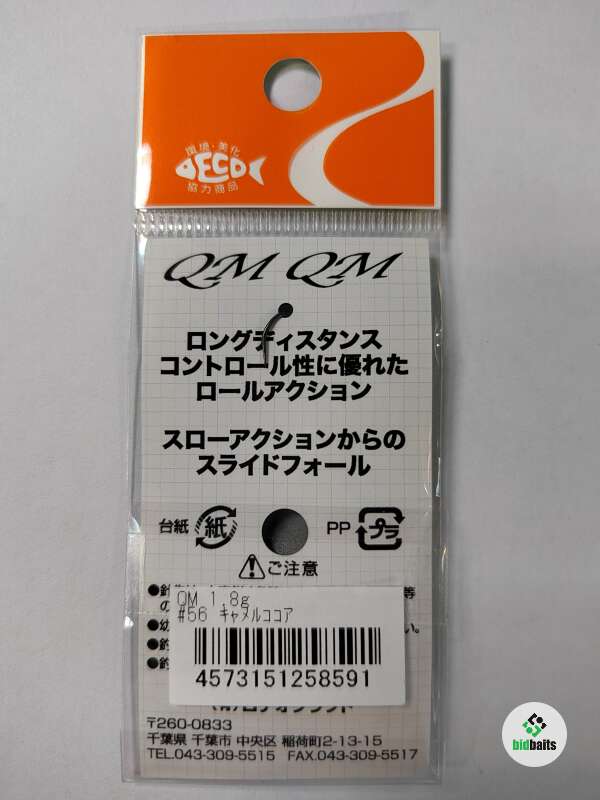 環境・美化
ECO
協力商品
QM QM
ロングディスタンス
コントロール性に優れた
ロールアクション
スローアクションからの
スライドフォール
台紙 紙 PP プラ
ご注意
QM 1.8g
#56 キャメルココア
4573151258591
〒260-0833
千葉県 千葉市 中央区 稲荷町2-13-15
TEL.043-309-5515 FAX.043-309-5517
bidbaits